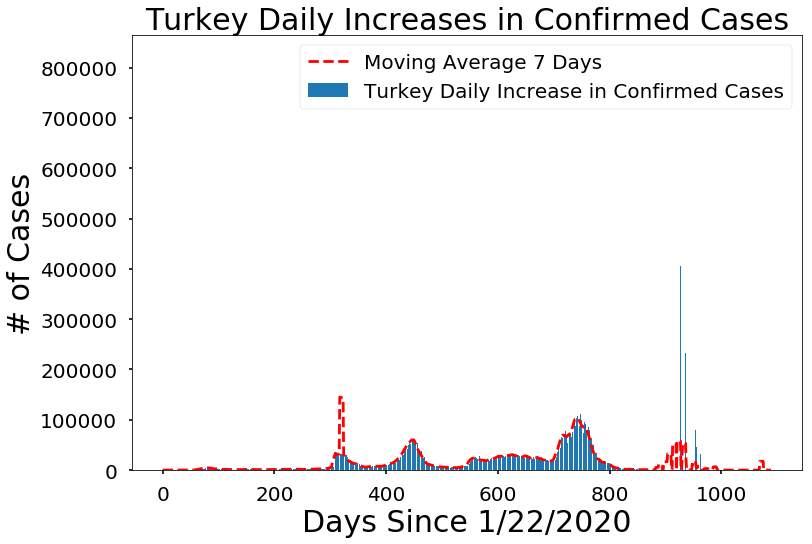 Turkey Daily Increases in Confirmed Cases
Moving Average 7 Days
Turkey Daily Increase in Confirmed Cases
# of Cases
800000
700000
600000
500000
400000
300000
200000
100000
0
0 200 400 600 800 1000
Days Since 1/22/2020